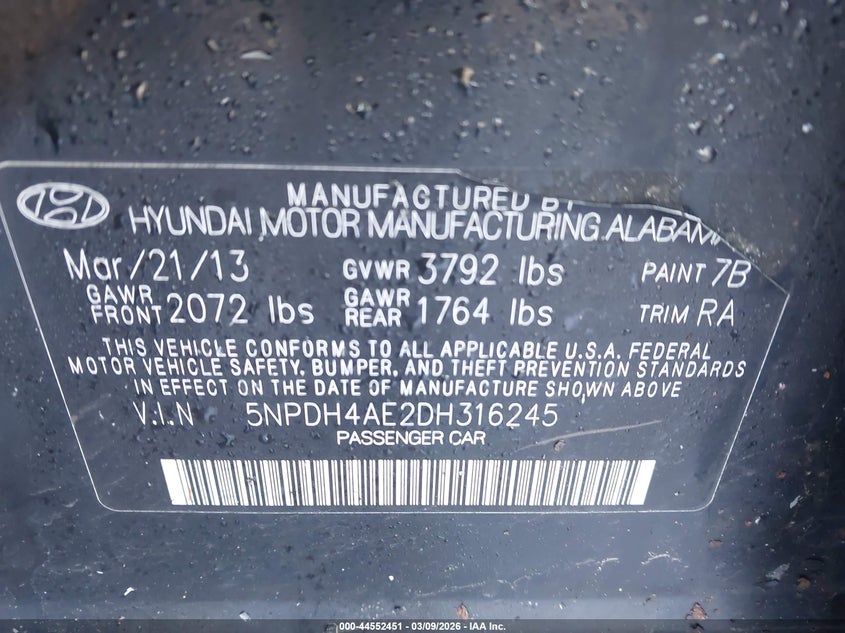 MANUFACTURED BY
HYUNDAI MOTOR MANUFACTURING ALABAMA
Mar/21/13 GVWR 3792 lbs PAINT 7B
GAWR FRONT 2072 lbs GAWR REAR 1764 lbs TRIM RA
THIS VEHICLE CONFORMS TO ALL APPLICABLE U.S.A. FEDERAL
MOTOR VEHICLE SAFETY, BUMPER, AND THEFT PREVENTION STANDARDS
IN EFFECT ON THE DATE OF MANUFACTURE SHOWN ABOVE
V.I.N 5NPDH4AE2DH316245
PASSENGER CAR
000-44552451 - 03/09/2026 - IAA Inc.